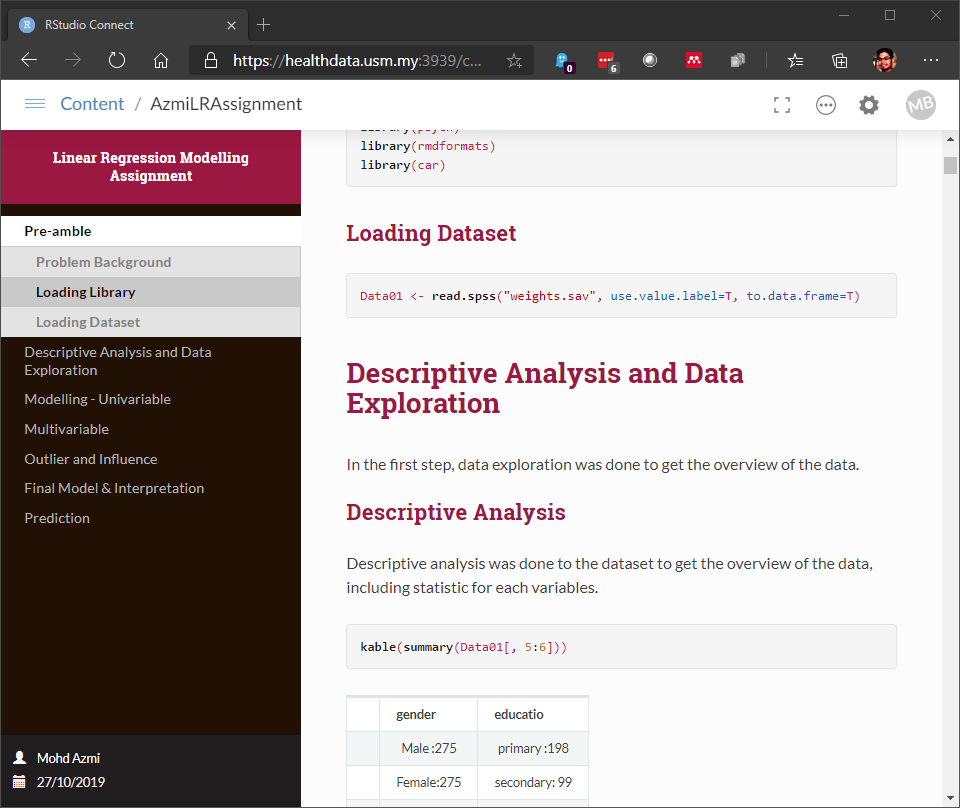 RStudio Connect
https://healthdata.usm.my:3939/c...
0
6
Content / AzmiLRAssignment
MB
Linear Regression Modelling
Assignment
Pre-amble
Problem Background
Loading Library
Loading Dataset
Descriptive Analysis and Data
Exploration
Modelling - Univariable
Multivariable
Outlier and Influence
Final Model & Interpretation
Prediction
Mohd Azmi
27/10/2019
library(psych)
library(rmdformats)
library(car)
Loading Dataset
Data01 <- read.spss("weights.sav", use.value.label=T, to.data.frame=T)
Descriptive Analysis and Data
Exploration
In the first step, data exploration was done to get the overview of the data.
Descriptive Analysis
Descriptive analysis was done to the dataset to get the overview of the data,
including statistic for each variables.
kable(summary(Data01[, 5:6]))
gender educatio
Male :275 primary :198
Female:275 secondary: 99